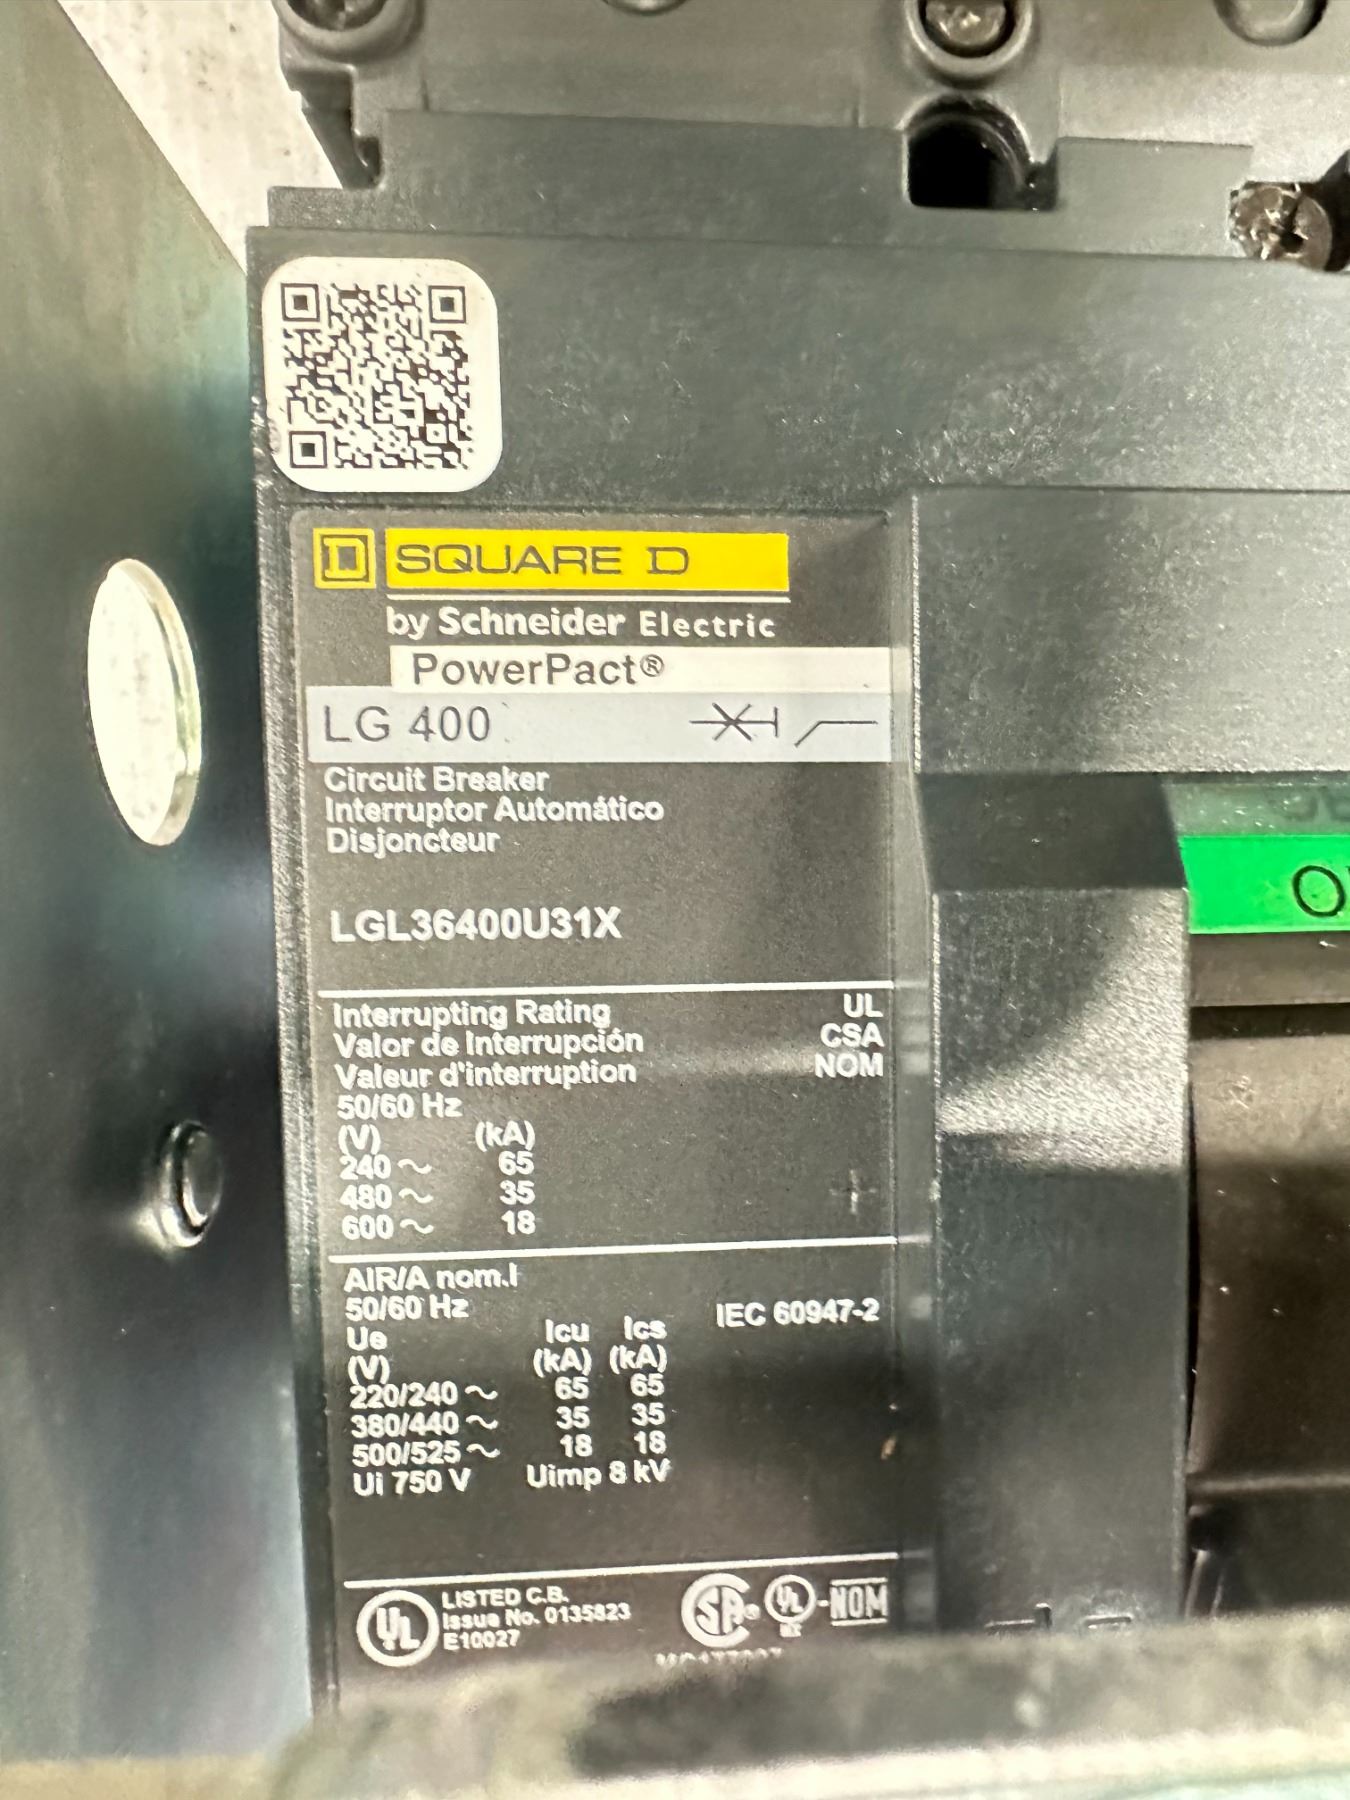 SQUARE D
by Schneider Electric
PowerPact®
LG 400
Circuit Breaker
Interruptor Automático
Disjoncteur
LGL36400U31X
Interrupting Rating UL
Valor de Interrupción CSA
Valeur d'interruption NOM
50/60 Hz
(V) (kA)
240 ~ 65
480 ~ 35
600 ~ 18
AIR/A nom.I
50/60 Hz IEC 60947-2
Ue Icu Ics
(V) (kA) (kA)
220/240 ~ 65 65
380/440 ~ 35 35
500/525 ~ 18 18
Ui 750 V Uimp 8 kV
UL LISTED C.B.
Issue No. 0135823
E10027
SA® UL-NOM